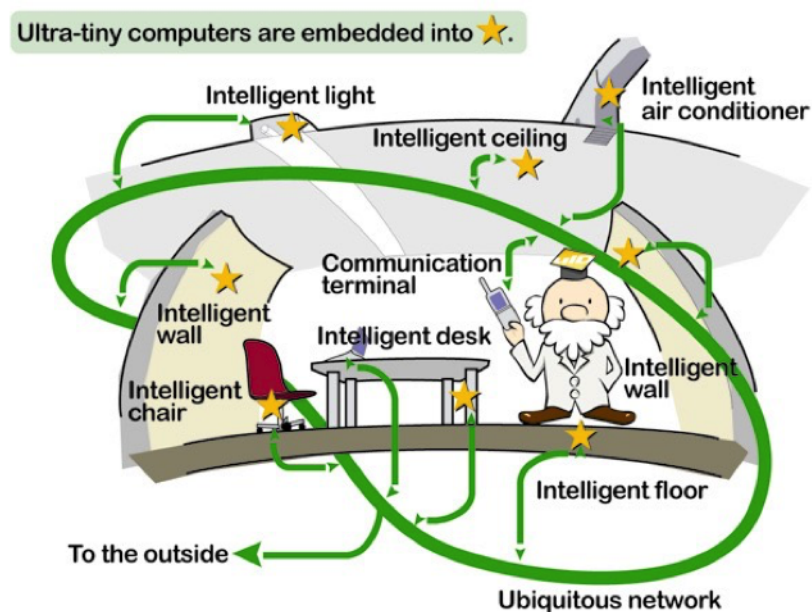 Ultra-tiny computers are embedded into ★.
Intelligent light
Intelligent
air conditioner
Intelligent ceiling
Communication
terminal
Intelligent
wall
Intelligent desk
Intelligent
chair
Intelligent
wall
Intelligent floor
To the outside
Ubiquitous network